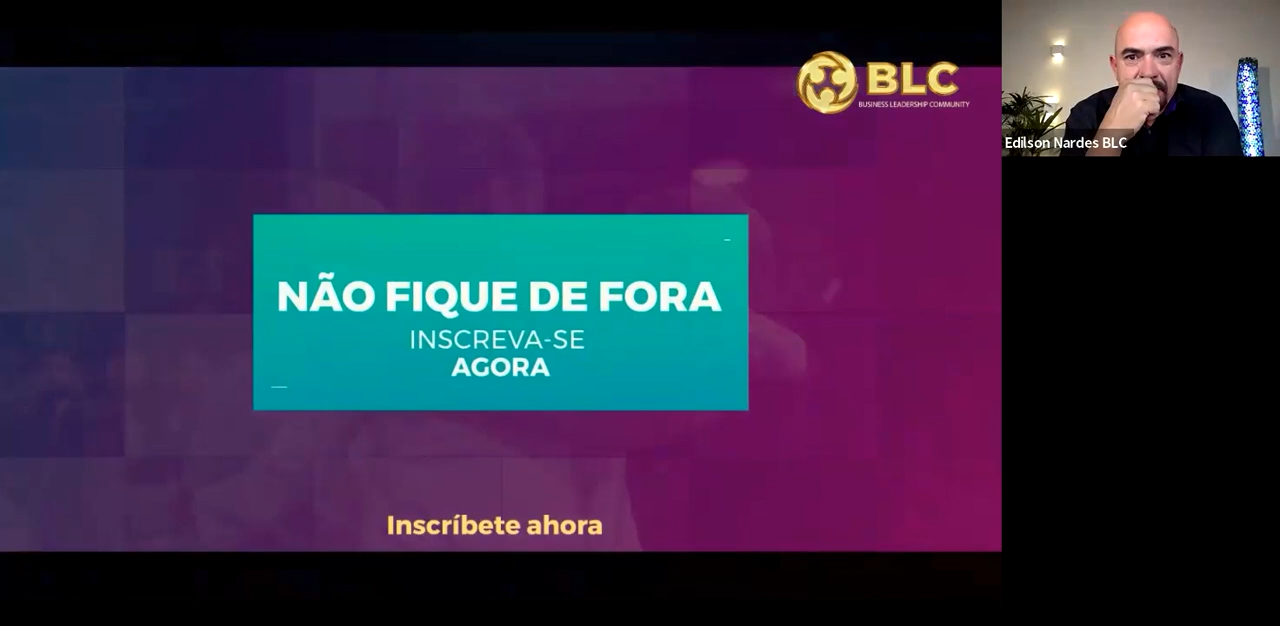 BLC
BUSINESS LEADERSHIP COMMUNITY
Edilson Nardes BLC
NÃO FIQUE DE FORA
INSCREVA-SE
AGORA
Inscríbete ahora